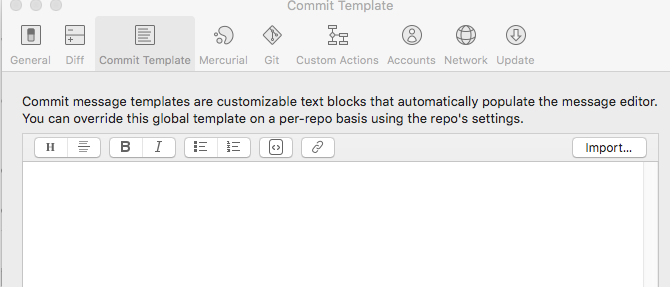 Commit Template
General Diff Commit Template Mercurial Git Custom Actions Accounts Network Update
Commit message templates are customizable text blocks that automatically populate the message editor.
You can override this global template on a per-repo basis using the repo's settings.
H B I Import...